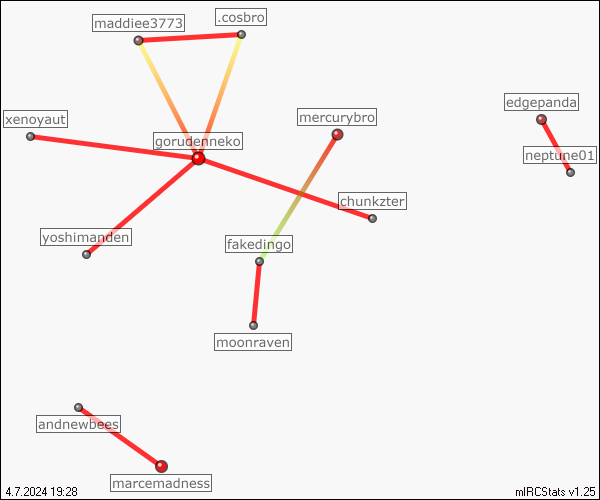 maddiee3773
.cosbro
edgepanda
xenoyaut
mercurybro
gorudenneko
neptune01
chunkzter
yoshimanden
fakedingo
moonraven
andnewbees
marcemadness
4.7.2024 19:28
mIRCStats v1.25